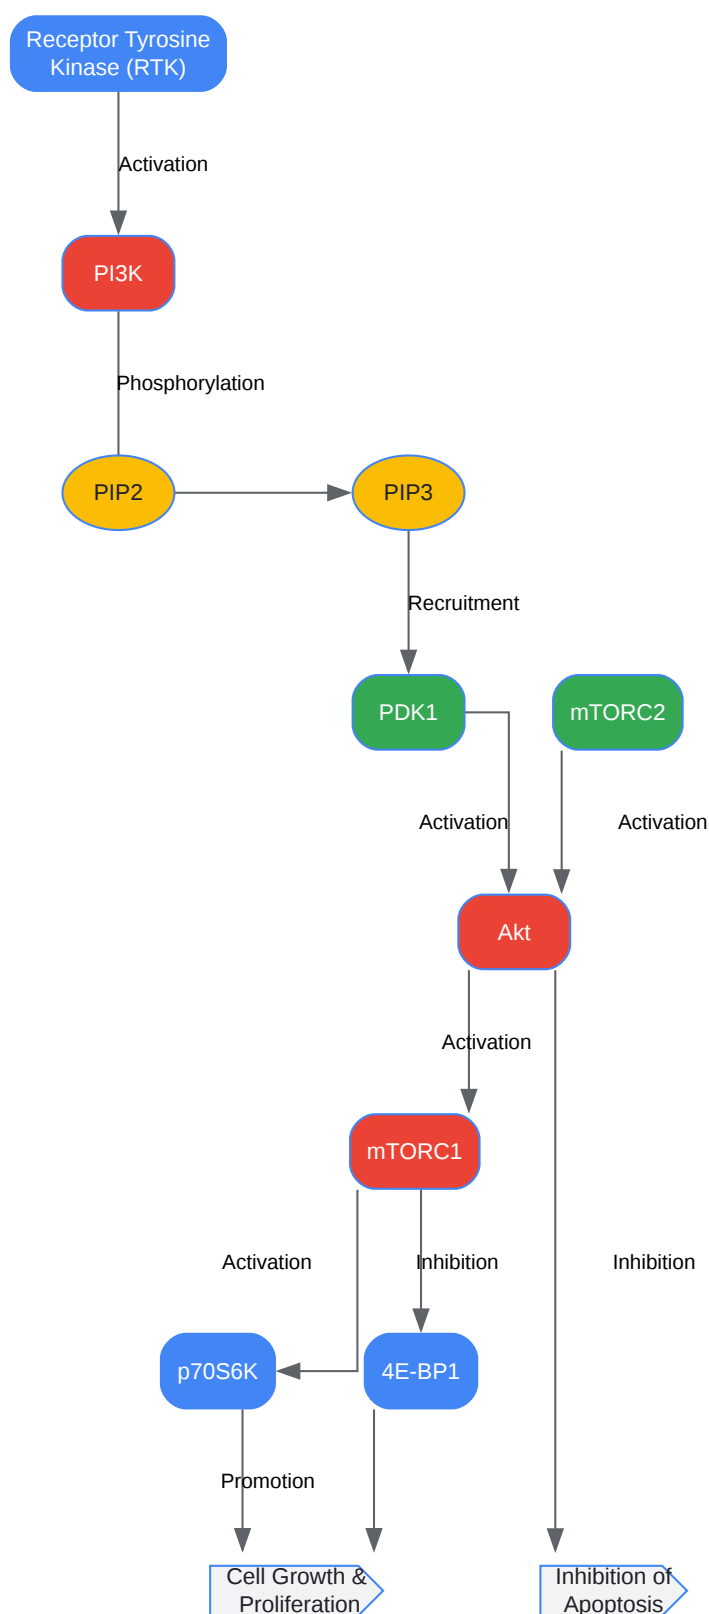 Receptor Tyrosine
Kinase (RTK)
Activation
PI3K
Phosphorylation
PIP2
PIP3
Recruitment
PDK1
mTORC2
Activation
Activation
Akt
Activation
mTORC1
Activation
Inhibition
Inhibition
p70S6K
4E-BP1
Promotion
Cell Growth &
Proliferation
Inhibition of
Apoptosis